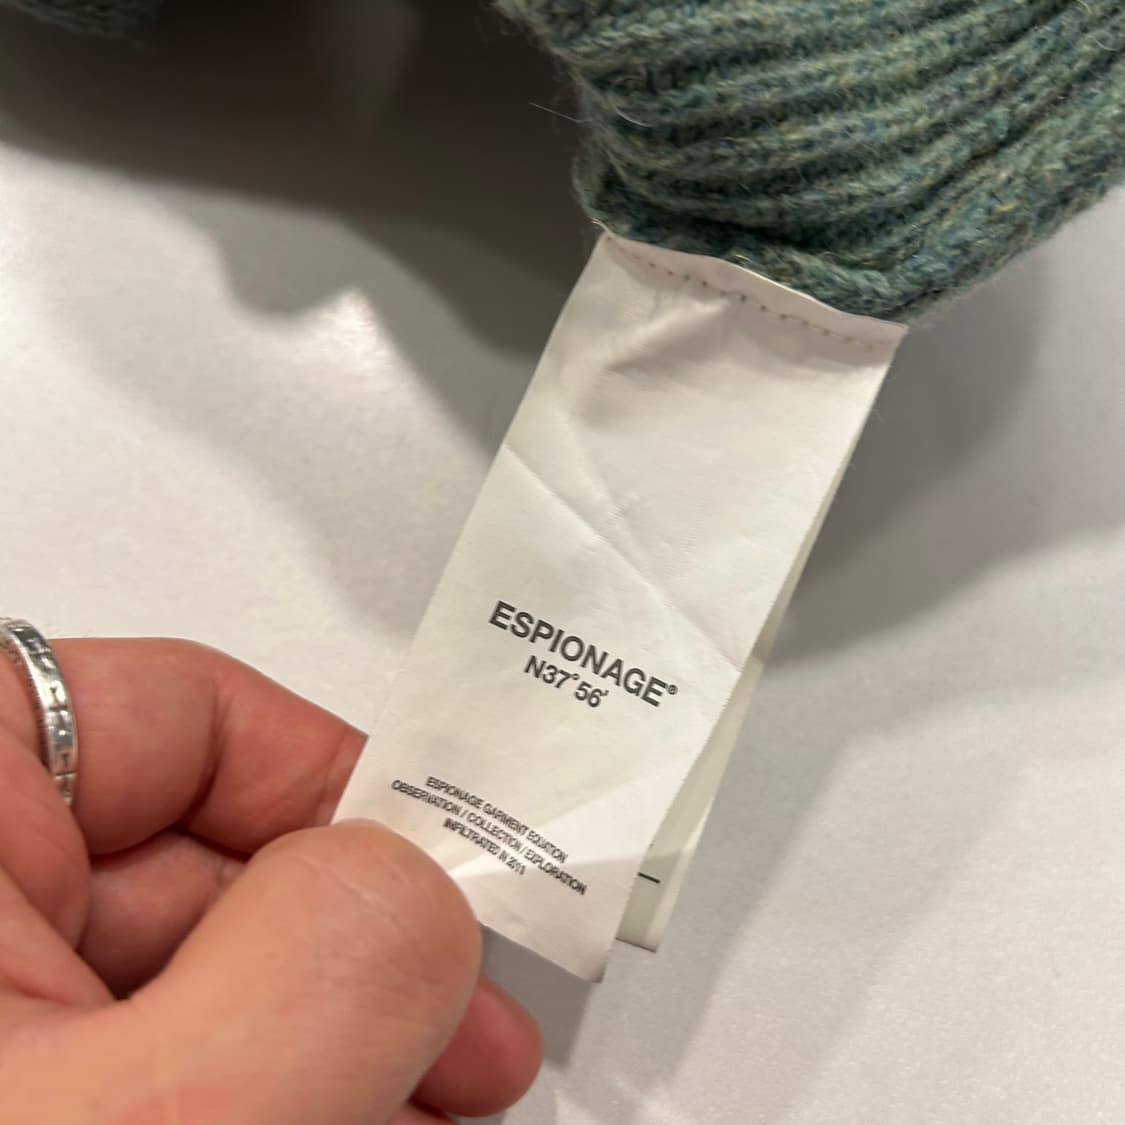 ESPIONAGE®
N37°56'
ESPIONAGE GARMENT EQUATION
OBSERVATION / COLLECTION / EXPLORATION
INFILTRATED IN 2011